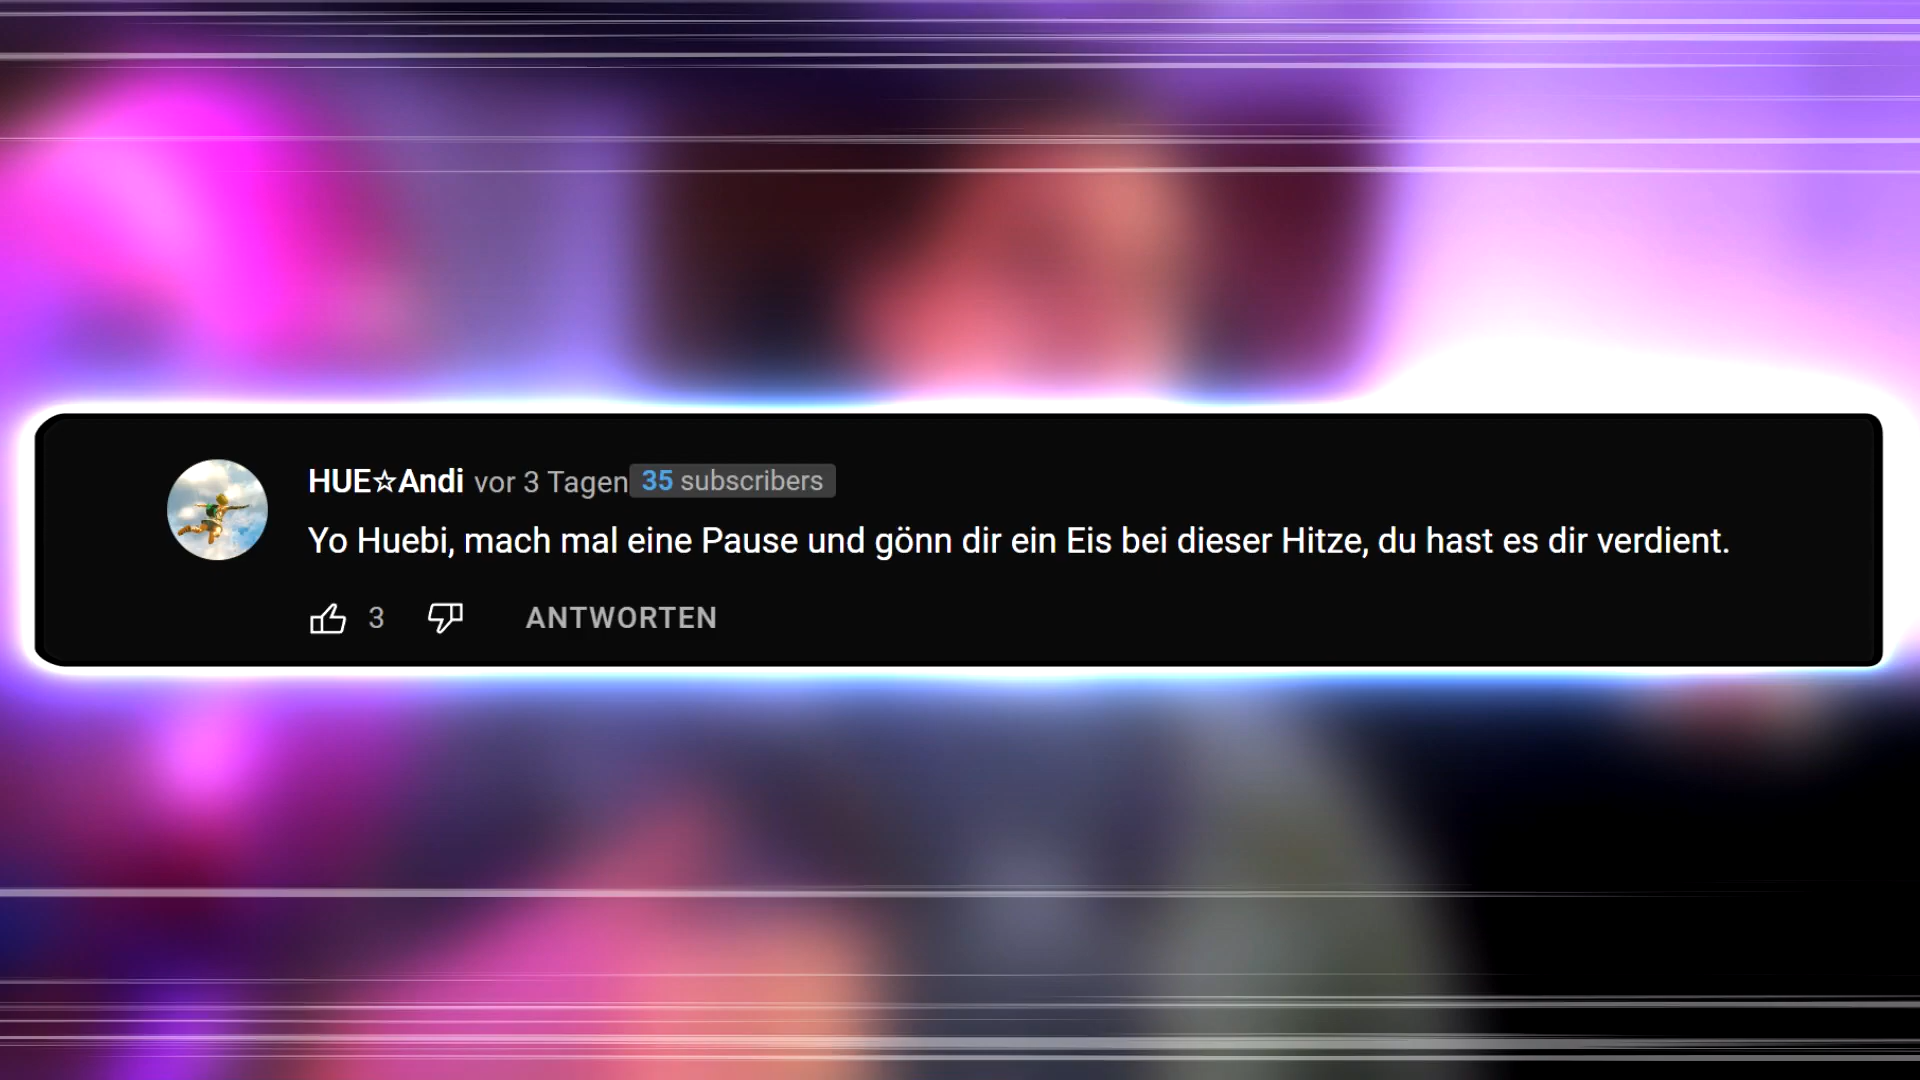 HUE☆Andi vor 3 Tagen 35 subscribers
Yo Huebi, mach mal eine Pause und gönn dir ein Eis bei dieser Hitze, du hast es dir verdient.
3 ANTWORTEN